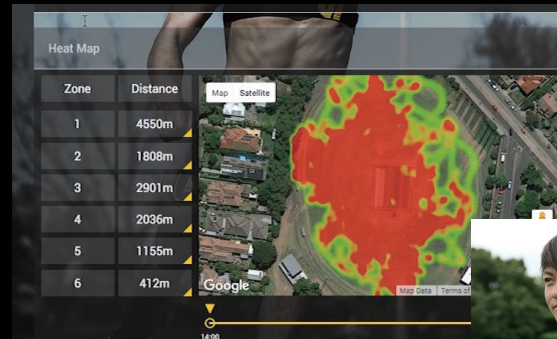 Heat Map
Zone Distance
Map Satellite
1 4550m
2 1808m
3 2901m
4 2036m
5 1155m
6 412m
Google
Map Data Terms of
14:00